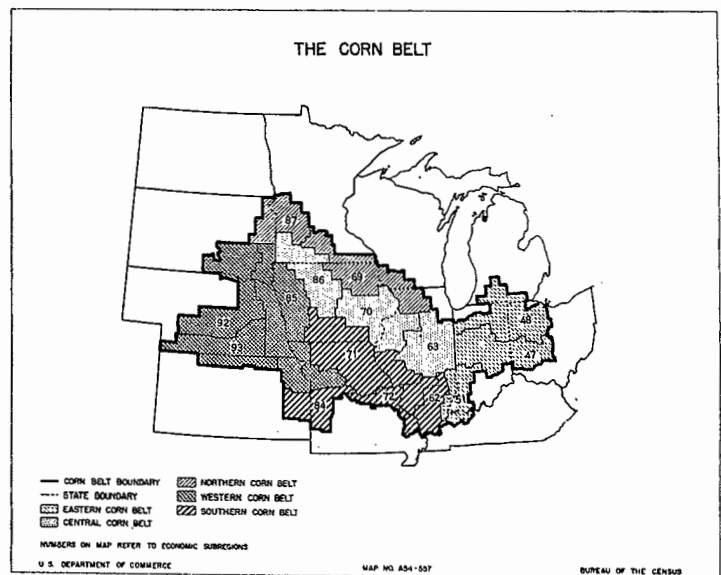 THE CORN BELT
87
86
69
85
70
92
63
48
93
71
47
72
62
51
84
CORN BELT BOUNDARY
STATE BOUNDARY
EASTERN CORN BELT
CENTRAL CORN BELT
NORTHERN CORN BELT
WESTERN CORN BELT
SOUTHERN CORN BELT
NUMBERS ON MAP REFER TO ECONOMIC SUBREGIONS
U. S. DEPARTMENT OF COMMERCE
MAP NO. A54-557
BUREAU OF THE CENSUS